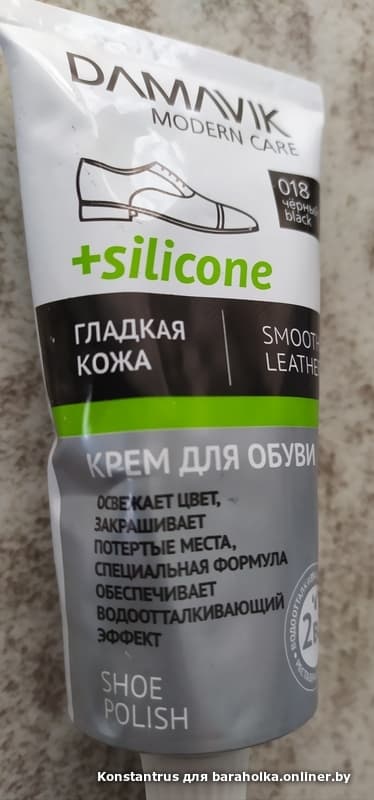 DAMAVIK
MODERN CARE
018
чёрный
black
+silicone
ГЛАДКАЯ
КОЖА
SMOOTH
LEATHE
КРЕМ ДЛЯ ОБУВИ
ОСВЕЖАЕТ ЦВЕТ,
ЗАКРАШИВАЕТ
ПОТЕРТЫЕ МЕСТА,
СПЕЦИАЛЬНАЯ ФОРМУЛА
ОБЕСПЕЧИВАЕТ
ВОДООТТАЛКИВАЮЩИЙ
ЭФФЕКТ
SHOE
POLISH
Konstantrus для baraholka.onliner.by